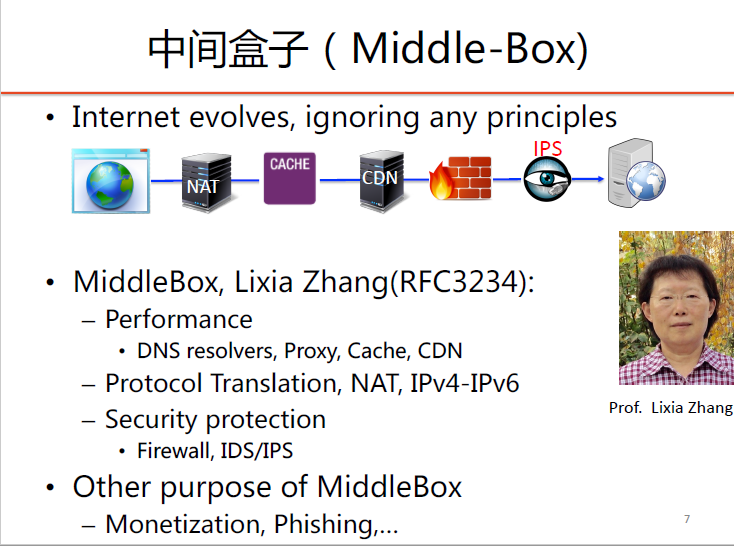 中间盒子（Middle-Box)
• Internet evolves, ignoring any principles
IPS
NAT
CACHE
CDN
• MiddleBox, Lixia Zhang(RFC3234):
– Performance
• DNS resolvers, Proxy, Cache, CDN
– Protocol Translation, NAT, IPv4-IPv6
– Security protection
• Firewall, IDS/IPS
Prof. Lixia Zhang
• Other purpose of MiddleBox
– Monetization, Phishing,…
7